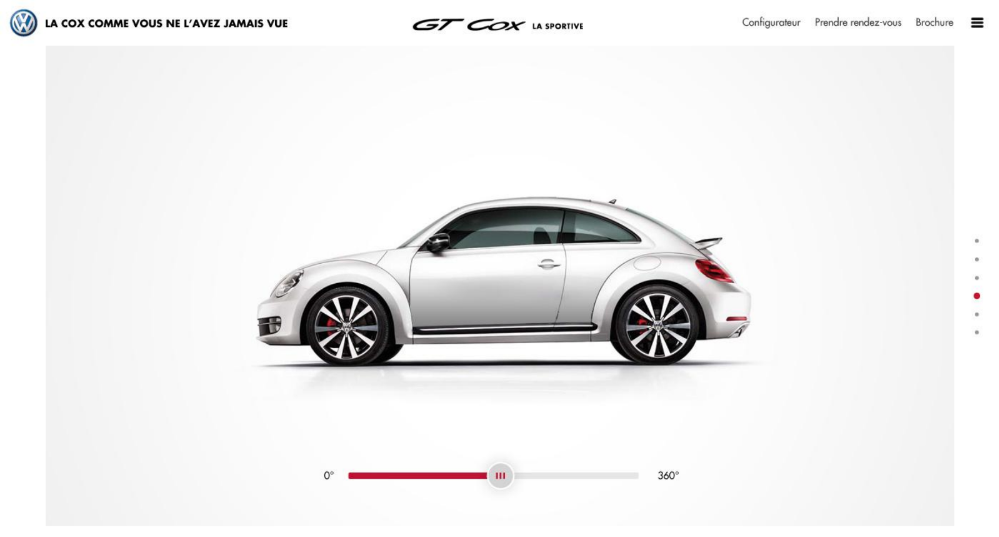 LA COX COMME VOUS NE L'AVEZ JAMAIS VUE
GT COX LA SPORTIVE
Configurateur
Prendre rendez-vous
Brochure
0°
360°